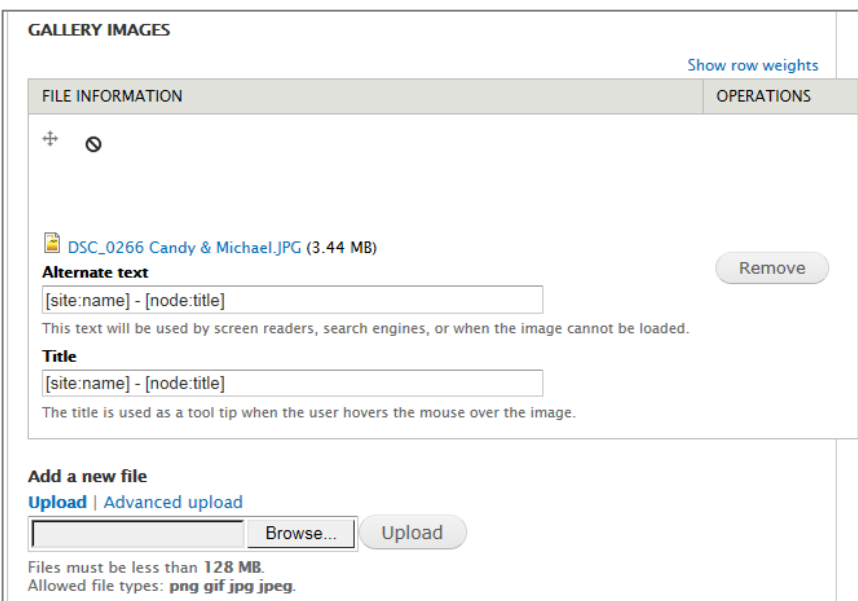 GALLERY IMAGES
Show row weights
FILE INFORMATION OPERATIONS
DSC_0266 Candy & Michael.JPG (3.44 MB)
Remove
Alternate text
[site:name] - [node:title]
This text will be used by screen readers, search engines, or when the image cannot be loaded.
Title
[site:name] - [node:title]
The title is used as a tool tip when the user hovers the mouse over the image.
Add a new file
Upload | Advanced upload
Browse... Upload
Files must be less than 128 MB.
Allowed file types: png gif jpg jpeg.